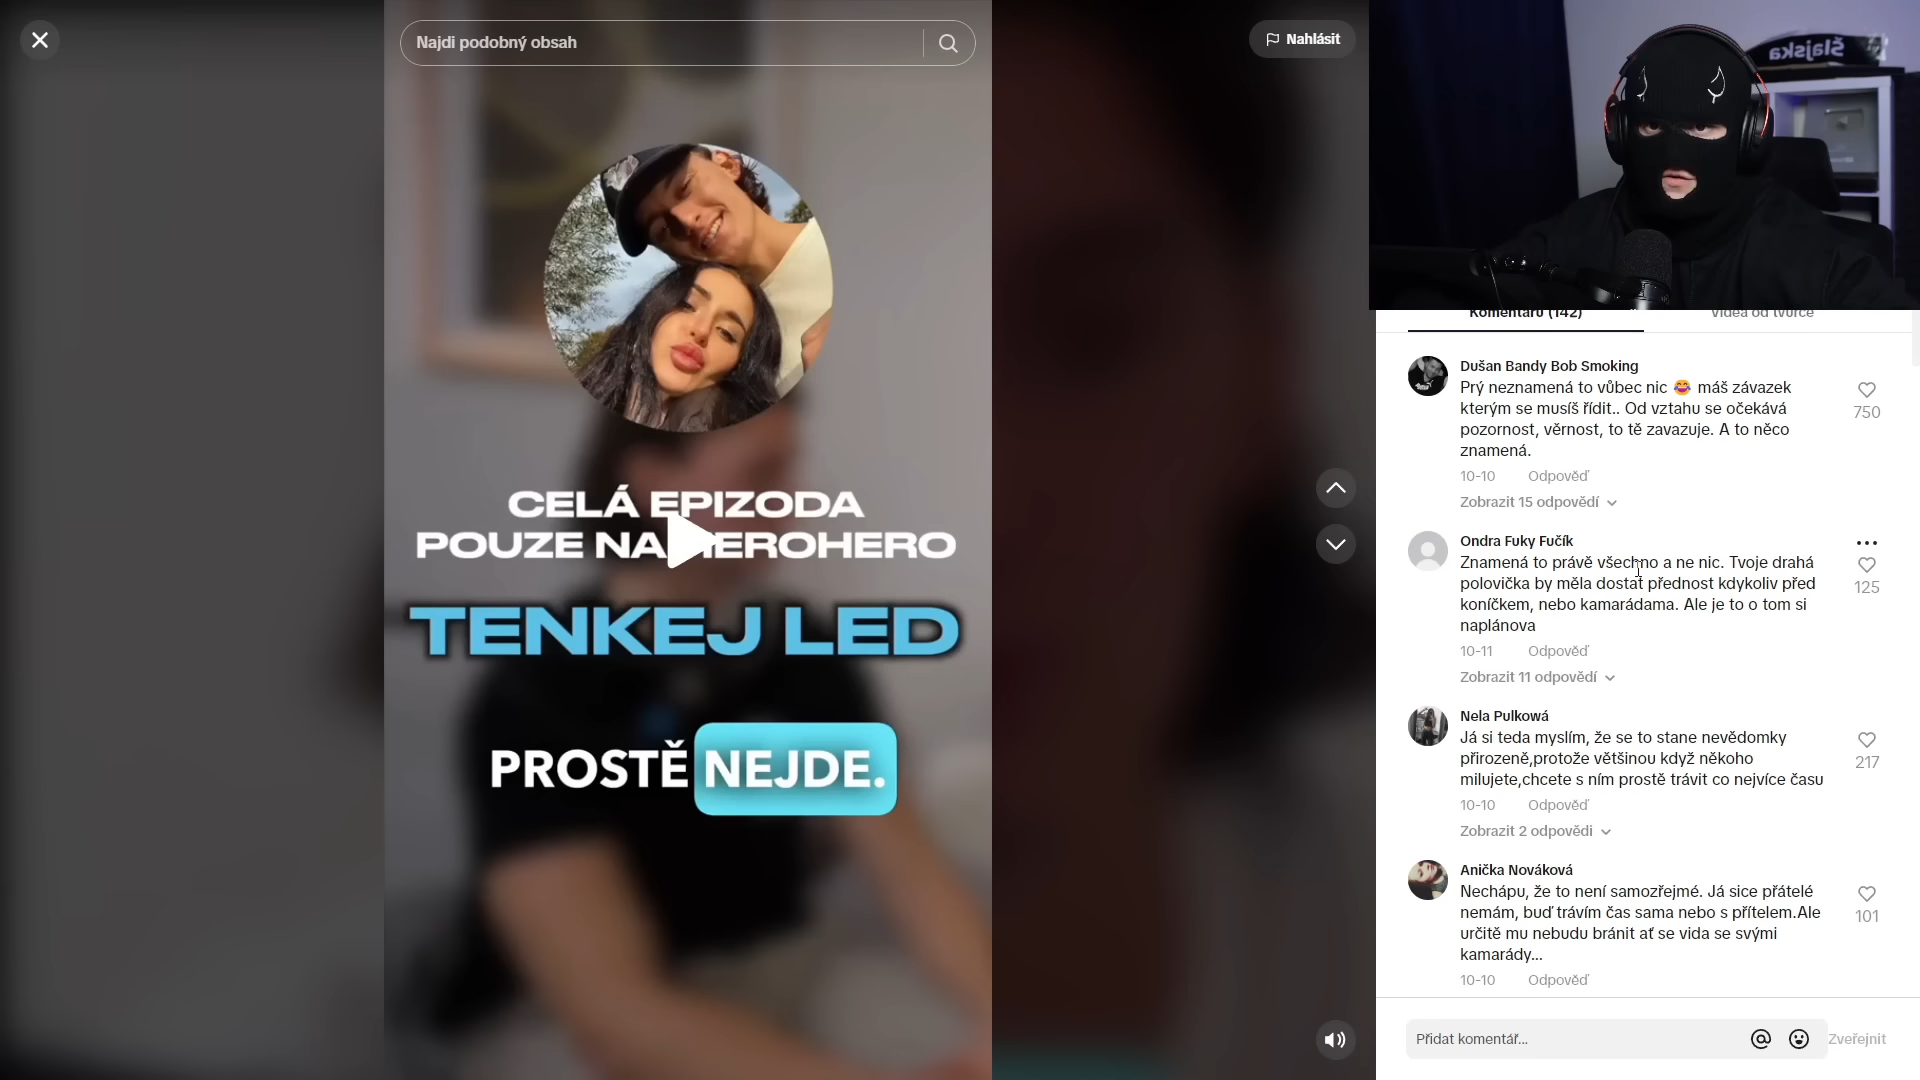 Najdi podobný obsah
Nahlásit
Šlajska
CELÁ EPIZODA
POUZE NA HEROHERO
TENKEJ LED
PROSTĚ NEJDE.
Komentářů (142)
Videa od tvůrce
Dušan Bandy Bob Smoking
Prý neznamená to vůbec nic 😂 máš závazek
kterým se musíš řídit.. Od vztahu se očekává
pozornost, věrnost, to tě zavazuje. A to něco
znamená.
750
10-10 Odpověď
Zobrazit 15 odpovědí
Ondra Fuky Fučík
Znamená to právě všechno a ne nic. Tvoje drahá
polovička by měla dostat přednost kdykoliv před
koníčkem, nebo kamarádama. Ale je to o tom si
naplánova
125
10-11 Odpověď
Zobrazit 11 odpovědí
Nela Pulkowá
Já si teda myslím, že se to stane nevědomky
přirozeně,protože většinou když někoho
milujete,chcete s ním prostě trávit co nejvíce času
217
10-10 Odpověď
Zobrazit 2 odpovědi
Anička Nováková
Nechápu, že to není samozřejmé. Já sice přátelé
nemám, buď trávím čas sama nebo s přítelem.Ale
určitě mu nebudu bránit ať se vida se svými
kamarády...
101
10-10 Odpověď
Přidat komentář...
Zveřejnit